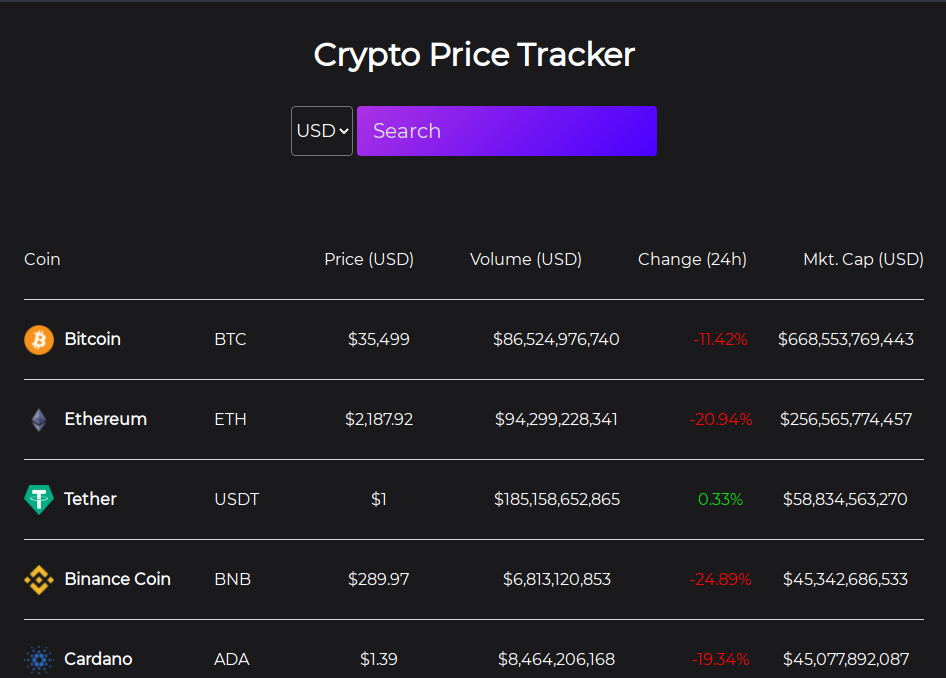 Crypto Price Tracker
USD Search
Coin Price (USD) Volume (USD) Change (24h) Mkt. Cap (USD)
Bitcoin BTC $35,499 $86,524,976,740 -11.42% $668,553,769,443
Ethereum ETH $2,187.92 $94,299,228,341 -20.94% $256,565,774,457
Tether USDT $1 $185,158,652,865 0.33% $58,834,563,270
Binance Coin BNB $289.97 $6,813,120,853 -24.89% $45,342,686,533
Cardano ADA $1.39 $8,464,206,168 -19.34% $45,077,892,087